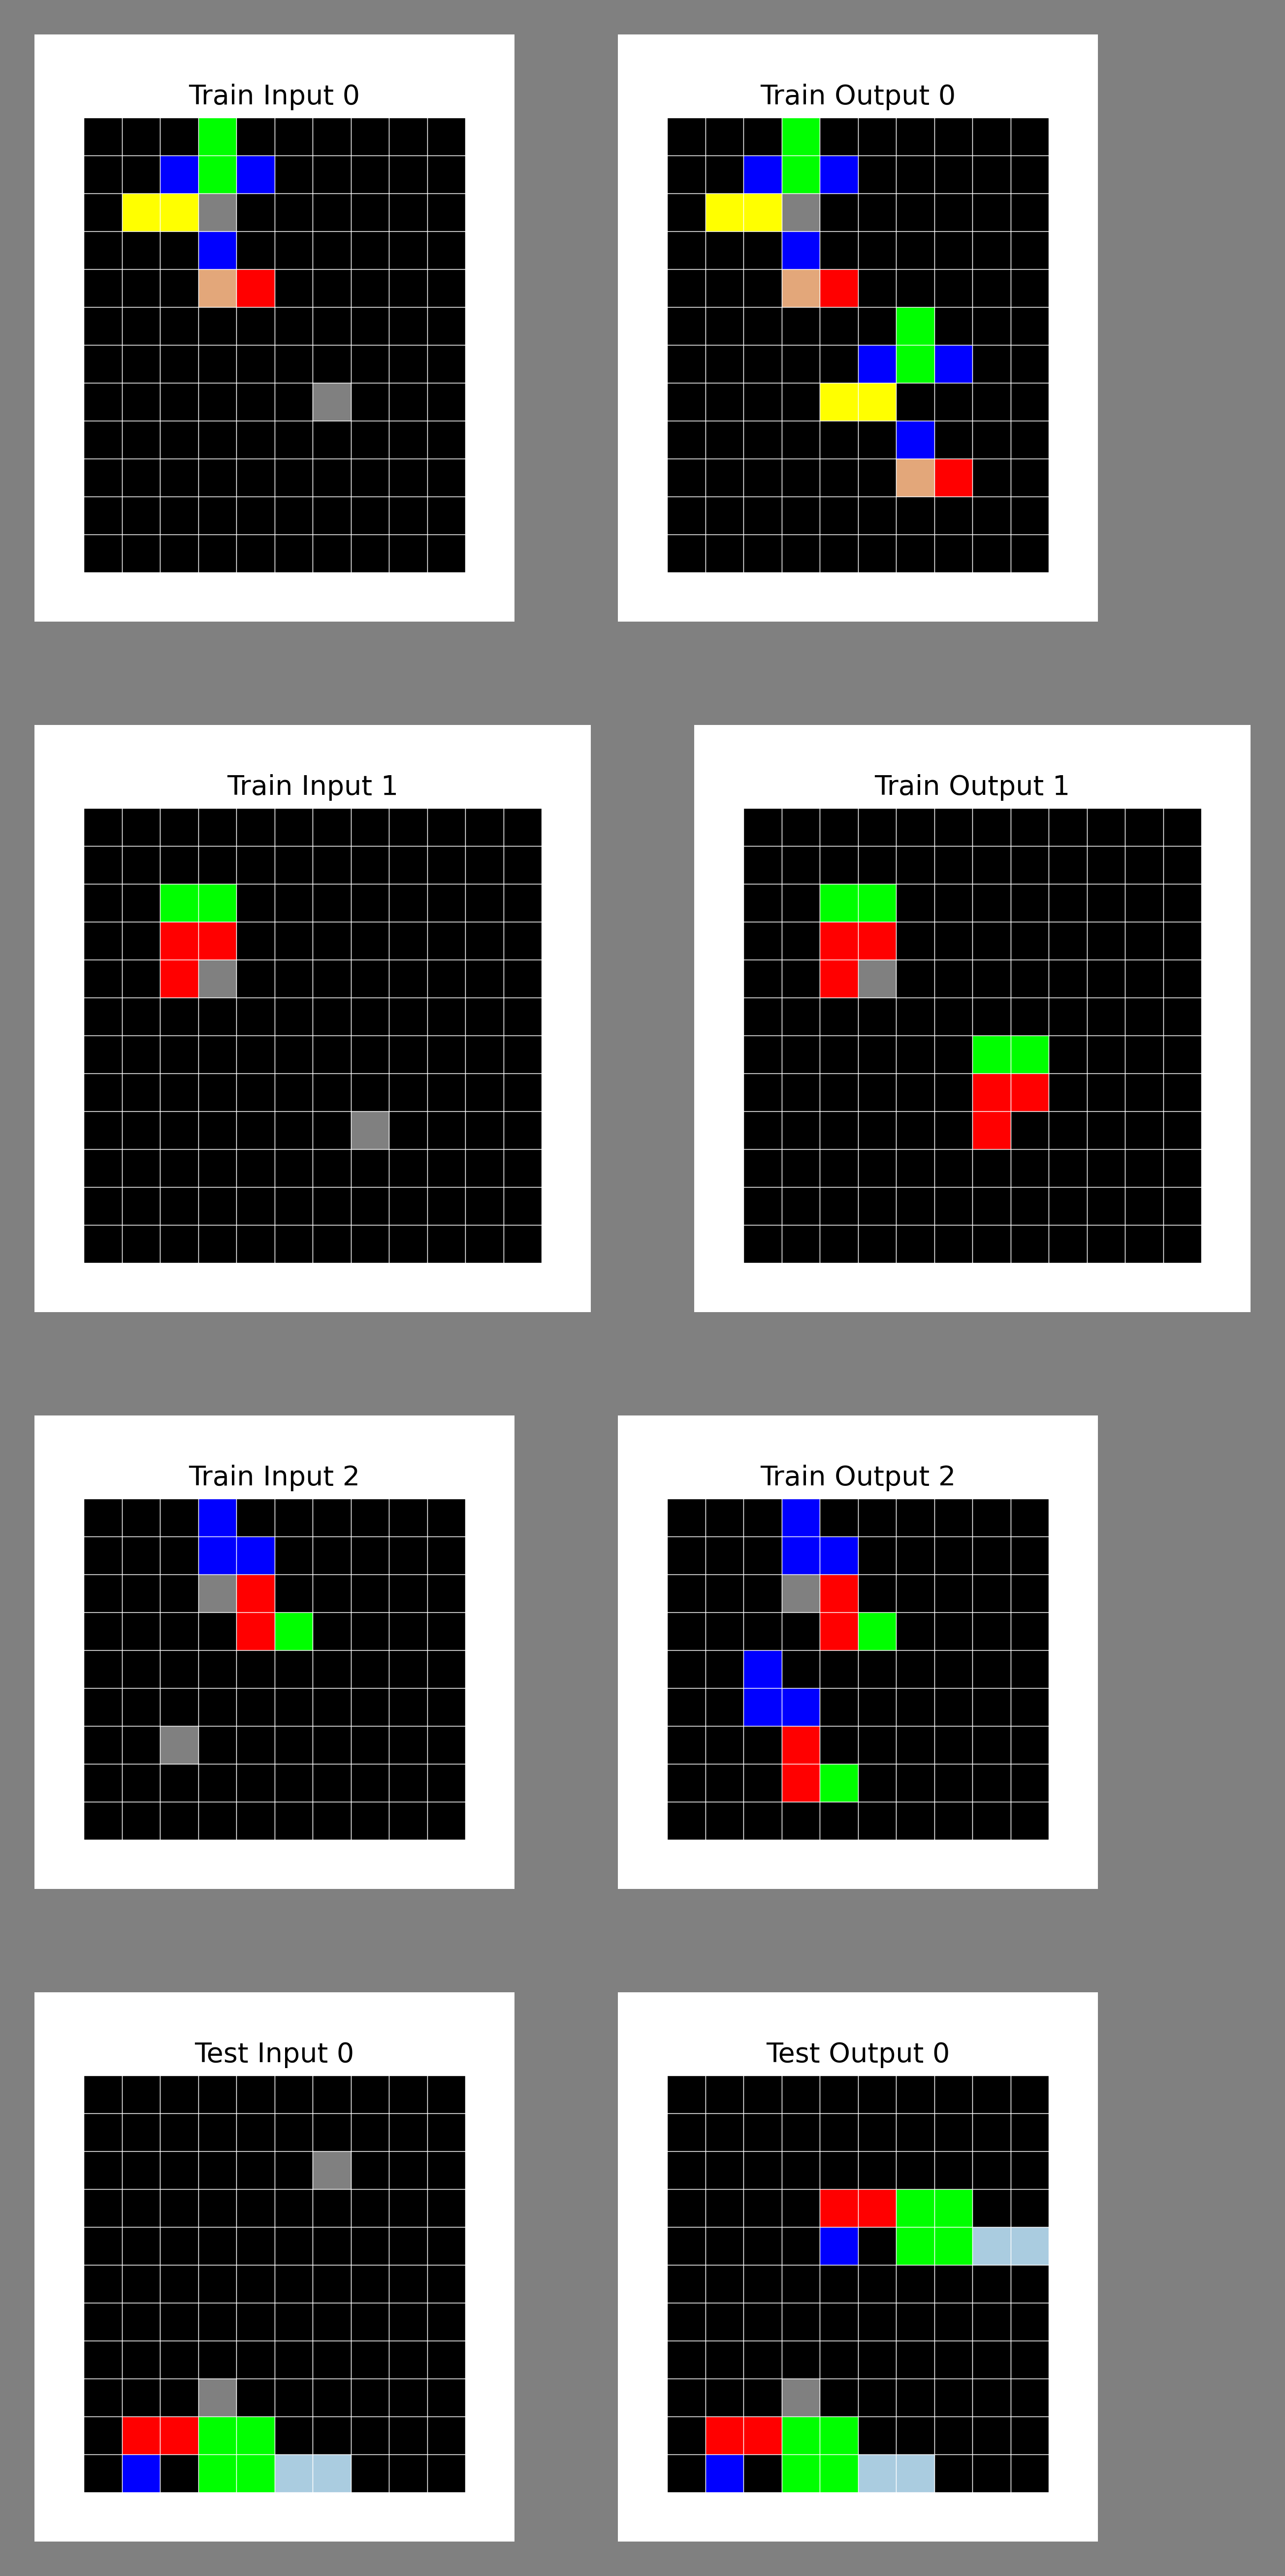 Train Input 0
Train Output 0
Train Input 1
Train Output 1
Train Input 2
Train Output 2
Test Input 0
Test Output 0